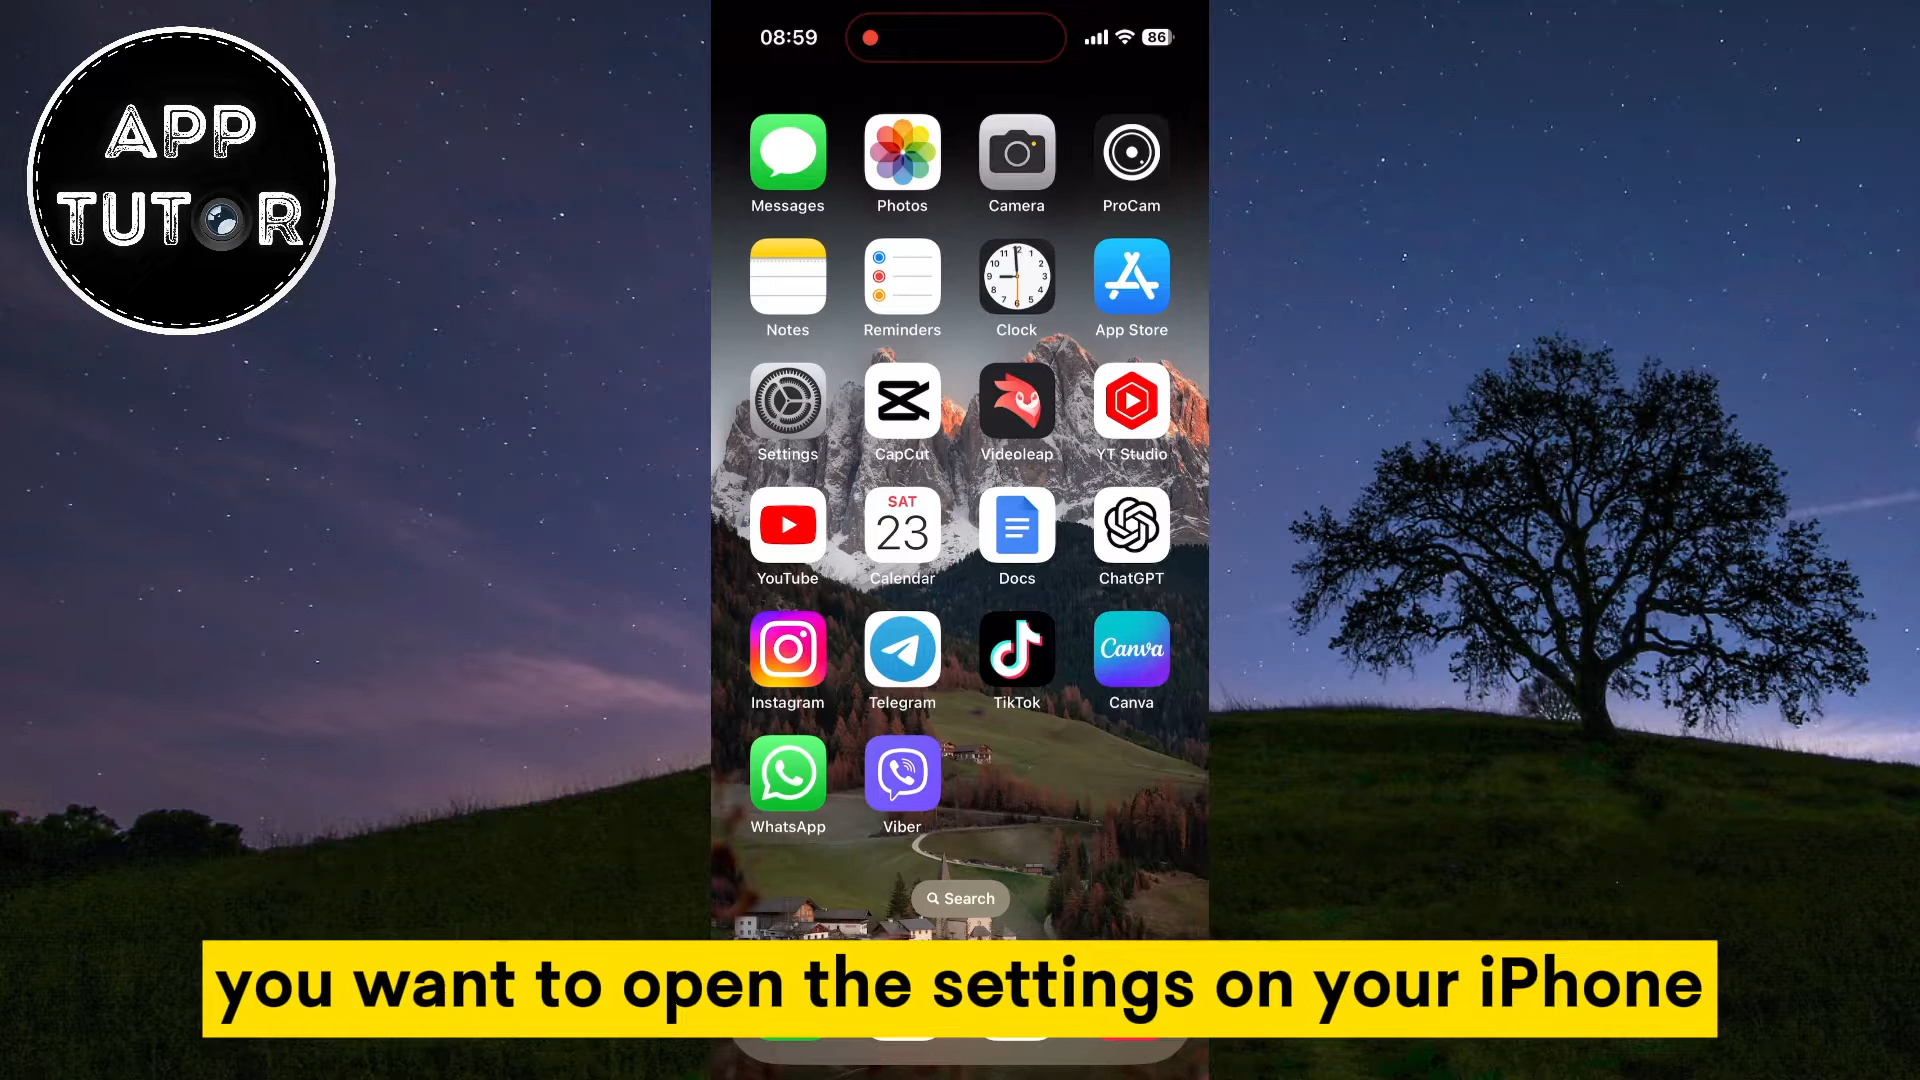 APP
TUTOR
08:59
86
Messages
Photos
Camera
ProCam
Notes
Reminders
Clock
App Store
Settings
CapCut
Videoleap
YT Studio
SAT
23
YouTube
Calendar
Docs
ChatGPT
Canva
Instagram
Telegram
TikTok
Canva
WhatsApp
Viber
Search
you want to open the settings on your iPhone